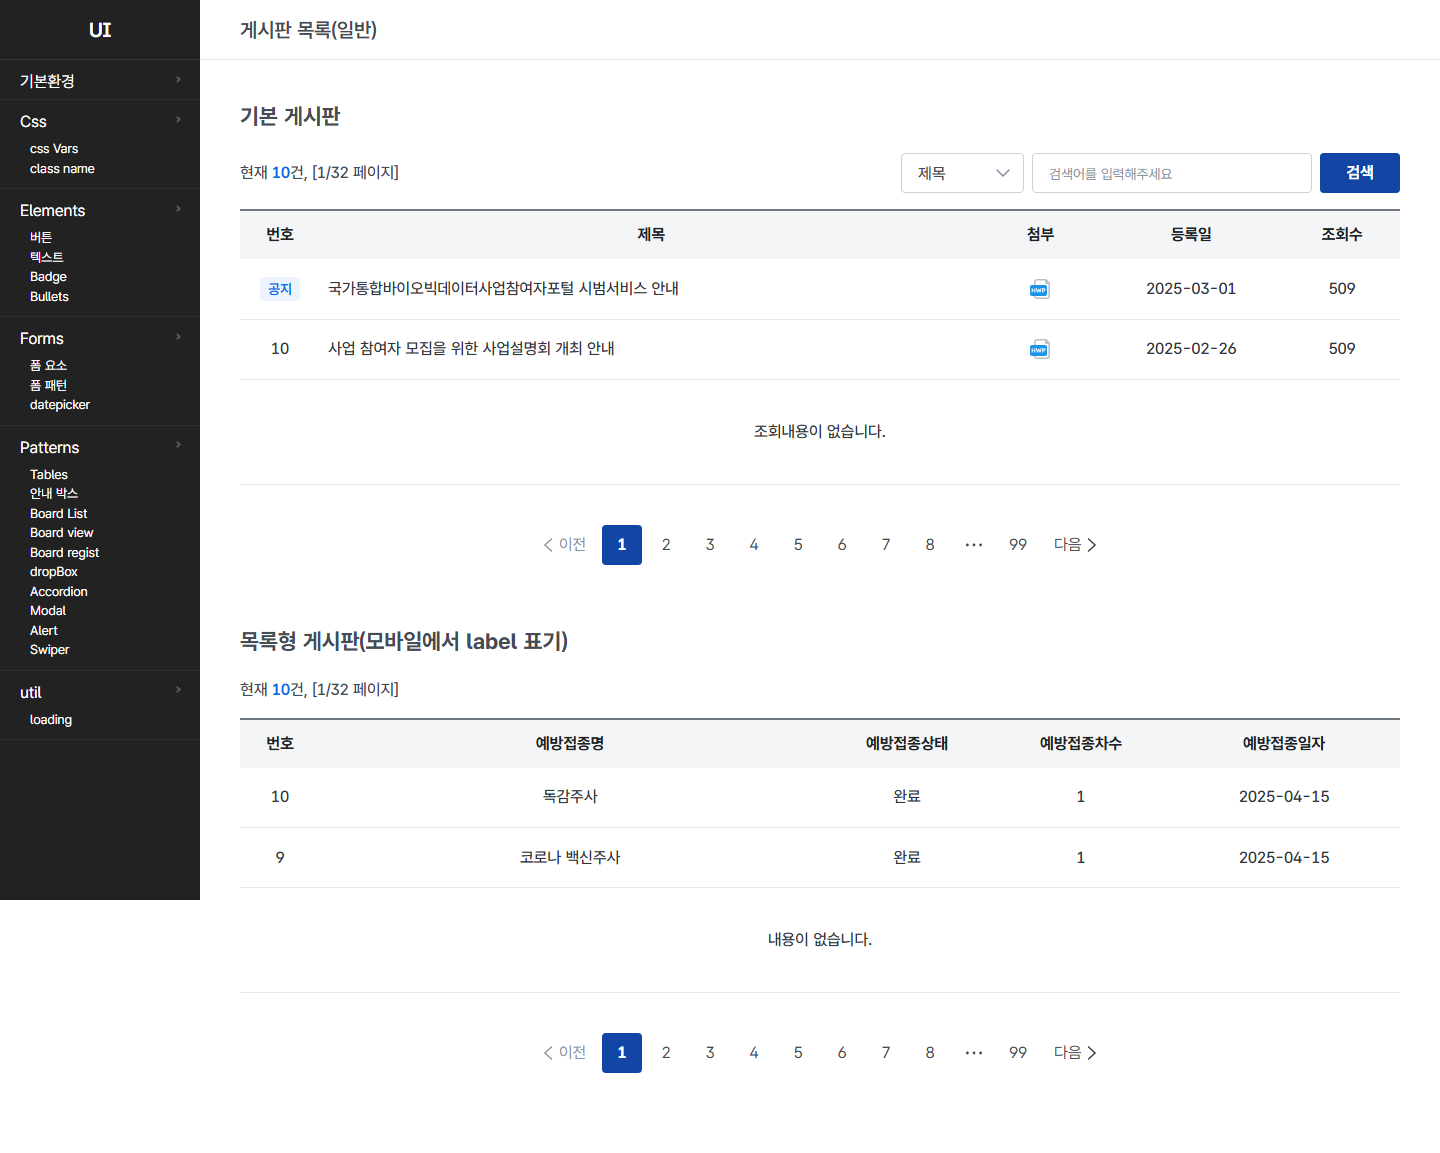 UI
기본환경
Css
css Vars
class name
Elements
버튼
텍스트
Badge
Bullets
Forms
폼 요소
폼 패턴
datepicker
Patterns
Tables
안내 박스
Board List
Board view
Board regist
dropBox
Accordion
Modal
Alert
Swiper
util
loading
게시판 목록(일반)
기본 게시판
현재 10건, [1/32 페이지]
제목 검색어를 입력해주세요 검색
번호 제목 첨부 등록일 조회수
공지 국가통합바이오빅데이터사업참여자포털 시범서비스 안내 HWP 2025-03-01 509
10 사업 참여자 모집을 위한 사업설명회 개최 안내 HWP 2025-02-26 509
조회내용이 없습니다.
이전 1 2 3 4 5 6 7 8 ••• 99 다음
목록형 게시판(모바일에서 label 표기)
현재 10건, [1/32 페이지]
번호 예방접종명 예방접종상태 예방접종차수 예방접종일자
10 독감주사 완료 1 2025-04-15
9 코로나 백신주사 완료 1 2025-04-15
내용이 없습니다.
이전 1 2 3 4 5 6 7 8 ••• 99 다음